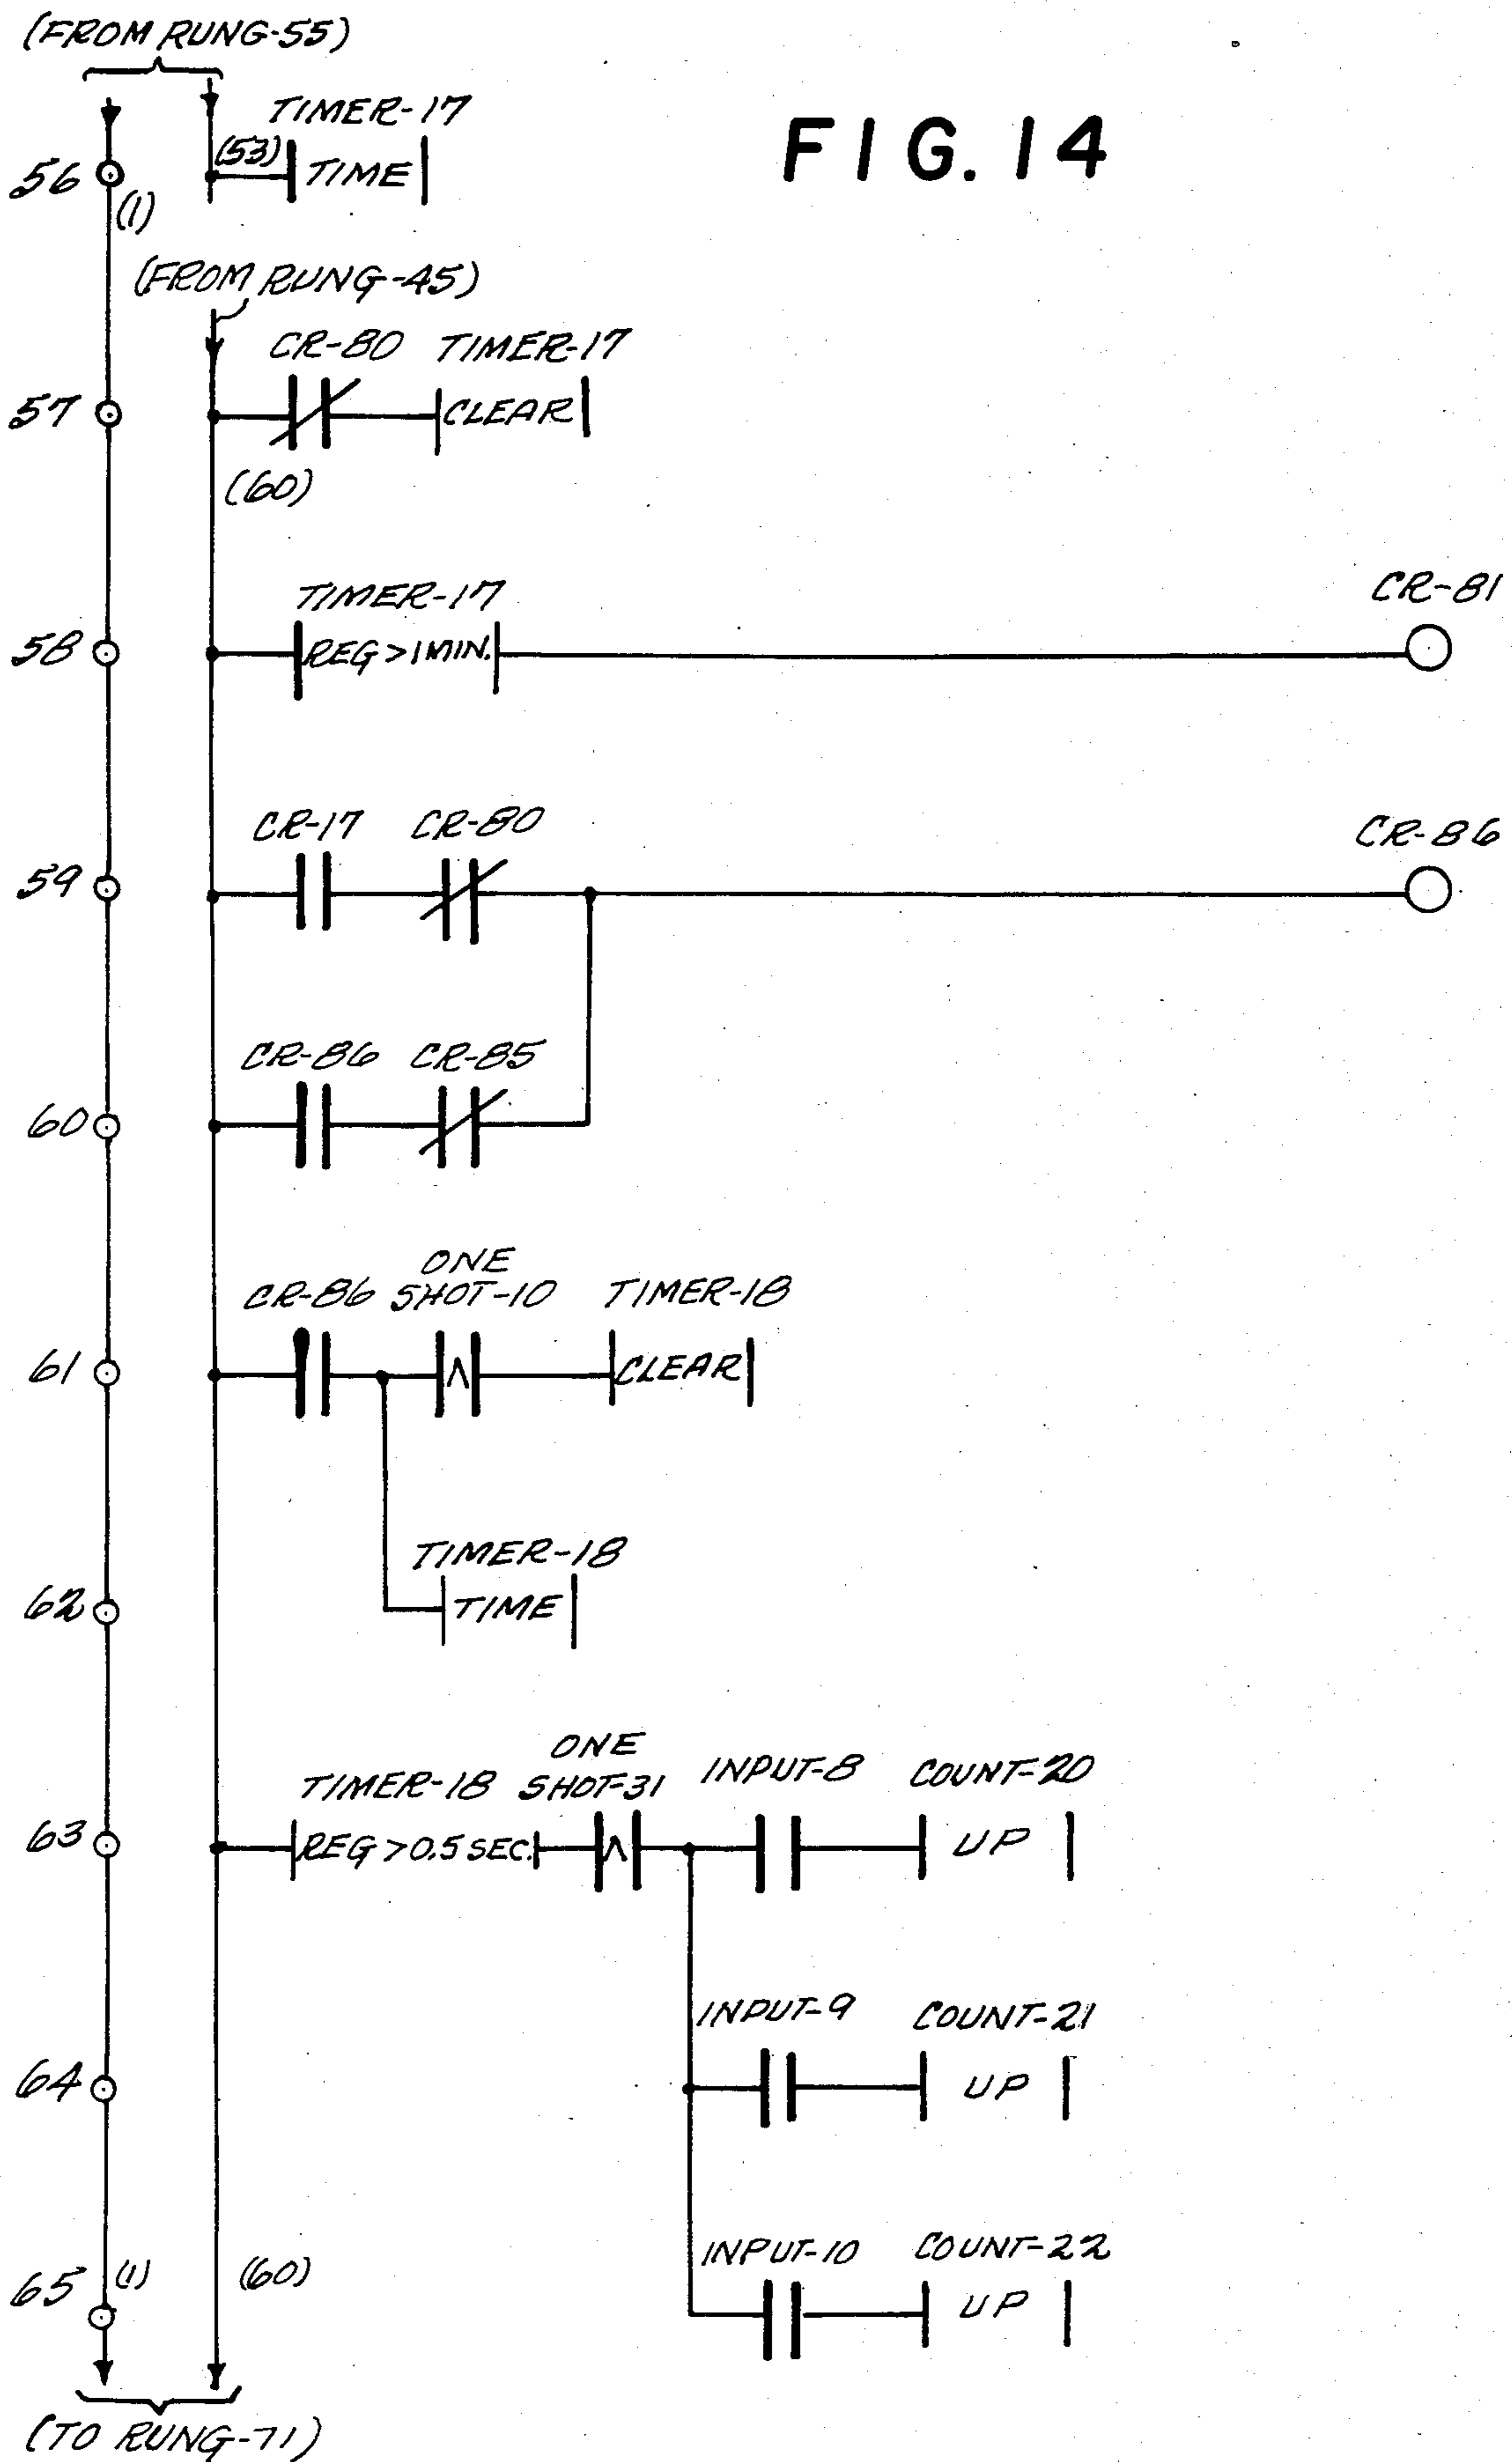 (FROM RUNG-55)
FIG. 14
TIMER-17
56 (53) TIME
(1)
(FROM RUNG-45)
CR-80 TIMER-17
57 CLEAR
(60)
TIMER-17 CR-81
58 REG > 1 MIN.
CR-17 CR-80 CR-86
59
CR-86 CR-85
60
ONE
CR-86 SHOT-10 TIMER-18
61 CLEAR
TIMER-18
62 TIME
ONE
TIMER-18 SHOT-31 INPUT-8 COUNT-20
63 REG > 0.5 SEC. UP
INPUT-9 COUNT-21
64 UP
INPUT-10 COUNT-22
65 (1) (60) UP
(TO RUNG-71)